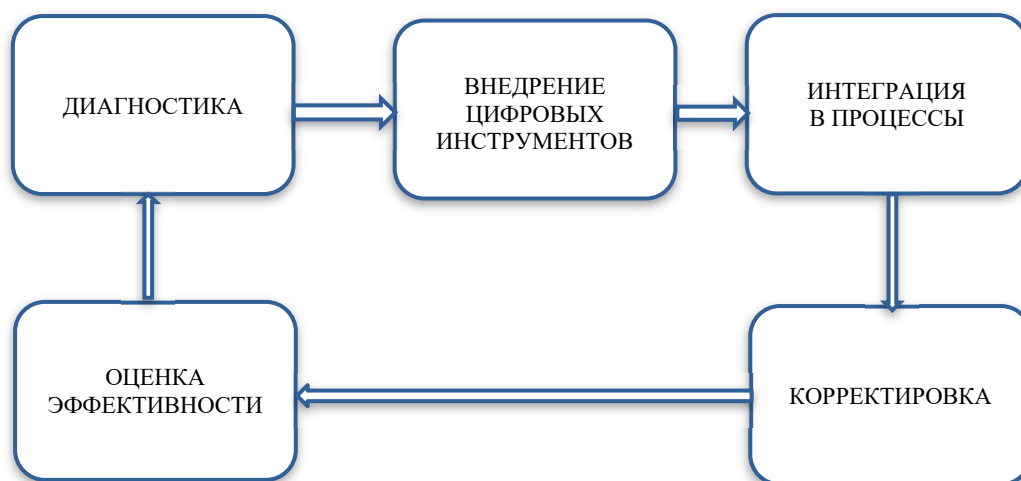 ДИАГНОСТИКА
ВНЕДРЕНИЕ
ЦИФРОВЫХ
ИНСТРУМЕНТОВ
ИНТЕГРАЦИЯ
В ПРОЦЕССЫ
ОЦЕНКА
ЭФФЕКТИВНОСТИ
КОРРЕКТИРОВКА